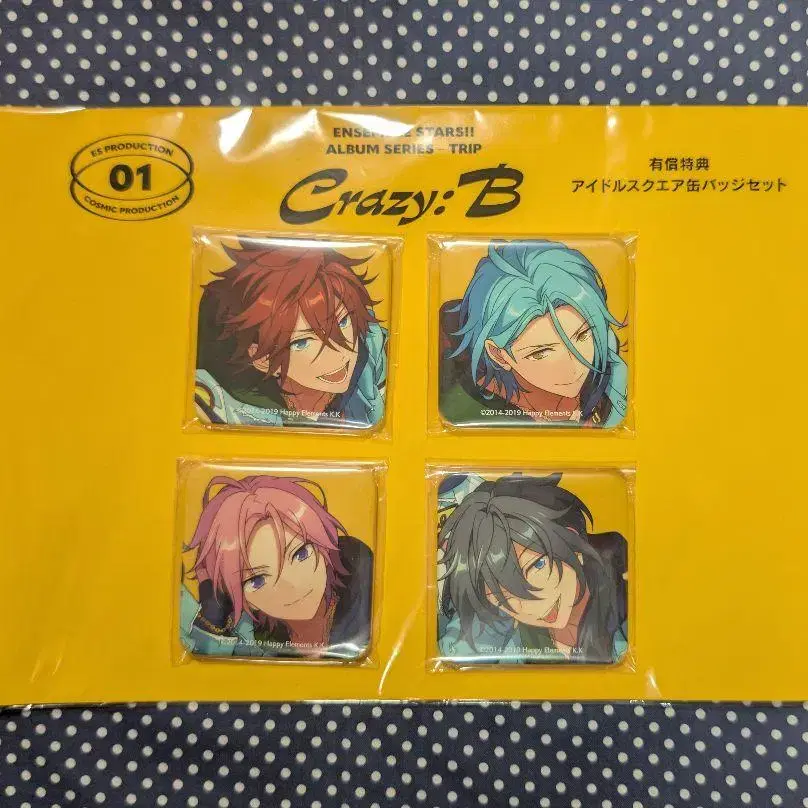 ES PRODUCTION
01
COSMIC PRODUCTION
ENSEMBLE STARS!!
ALBUM SERIES - TRIP
Crazy:B
有償特典
アイドルスクエア缶バッジセット
©2014-2019 Happy Elements K.K
©2014-2019 Happy Elements K.K
©2014-2019 Happy Elements K.K
©2014-2019 Happy Elements K.K